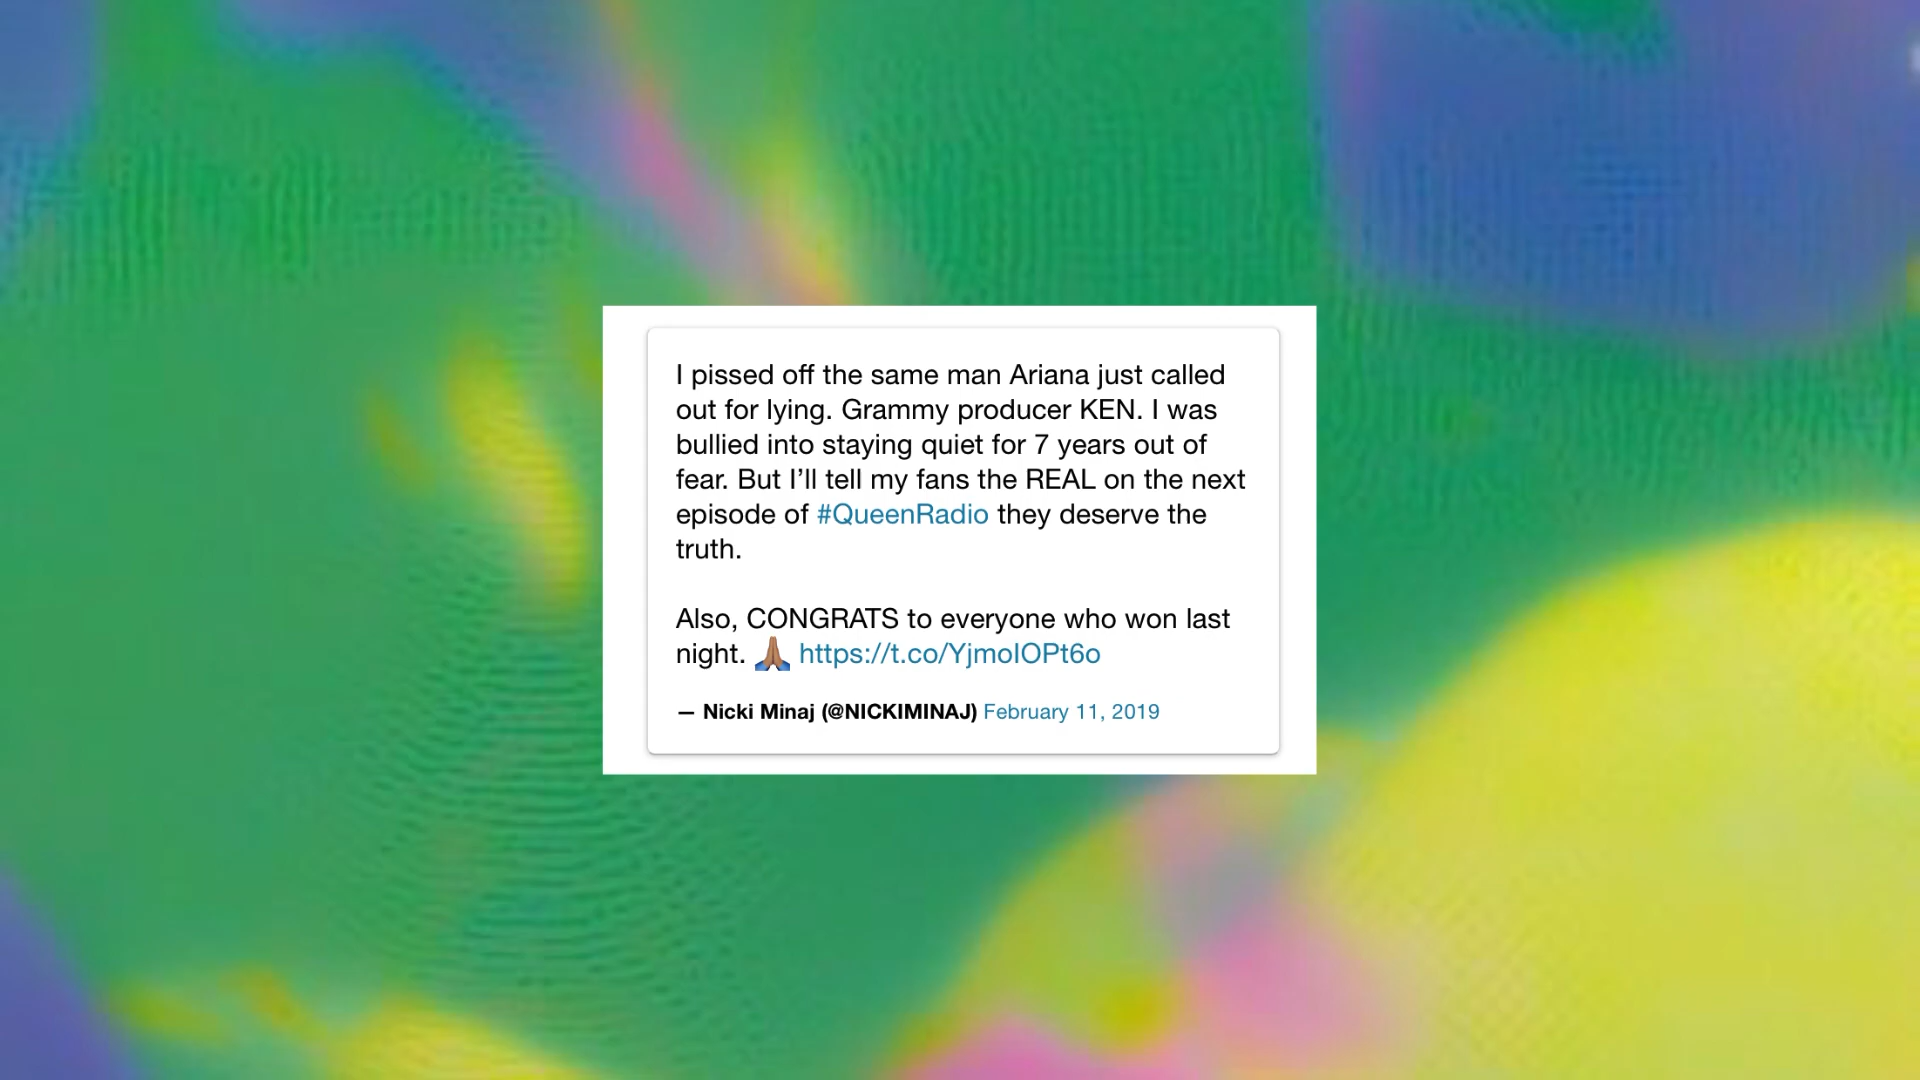 I pissed off the same man Ariana just called
out for lying. Grammy producer KEN. I was
bullied into staying quiet for 7 years out of
fear. But I’ll tell my fans the REAL on the next
episode of #QueenRadio they deserve the
truth.
Also, CONGRATS to everyone who won last
night. 🙏🏽 https://t.co/YjmoIOPt6o
— Nicki Minaj (@NICKIMINAJ) February 11, 2019